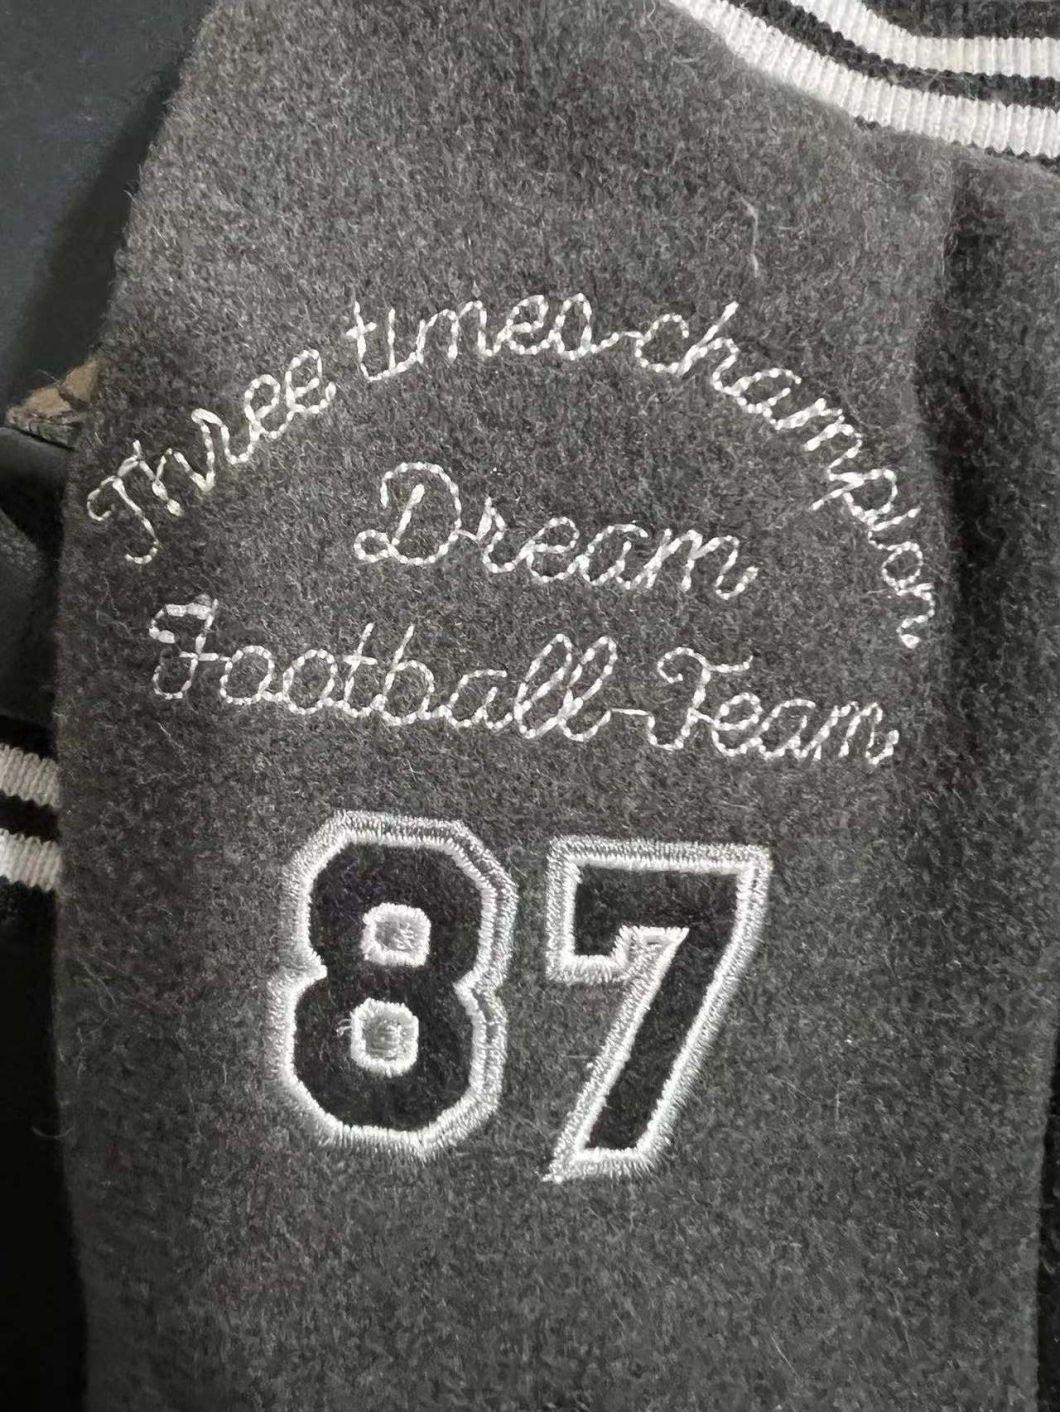 Three times champion
Dream
Football Team
87